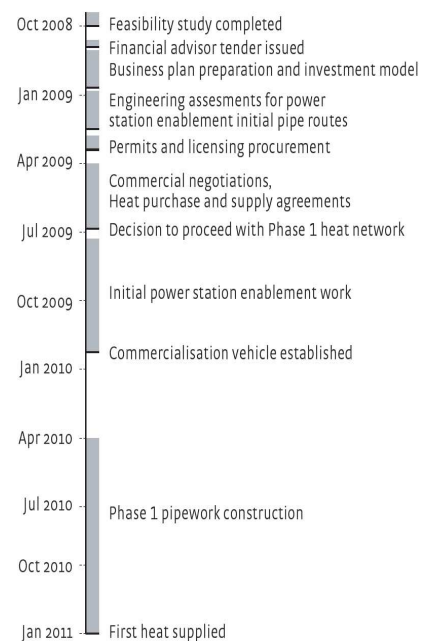 Oct 2008 Feasibility study completed
Financial advisor tender issued
Business plan preparation and investment model
Jan 2009
Engineering assesments for power
station enablement initial pipe routes
Permits and licensing procurement
Apr 2009
Commercial negotiations,
Heat purchase and supply agreements
Jul 2009 Decision to proceed with Phase 1 heat network
Initial power station enablement work
Oct 2009
Commercialisation vehicle established
Jan 2010
Apr 2010
Jul 2010
Phase 1 pipework construction
Oct 2010
Jan 2011 First heat supplied